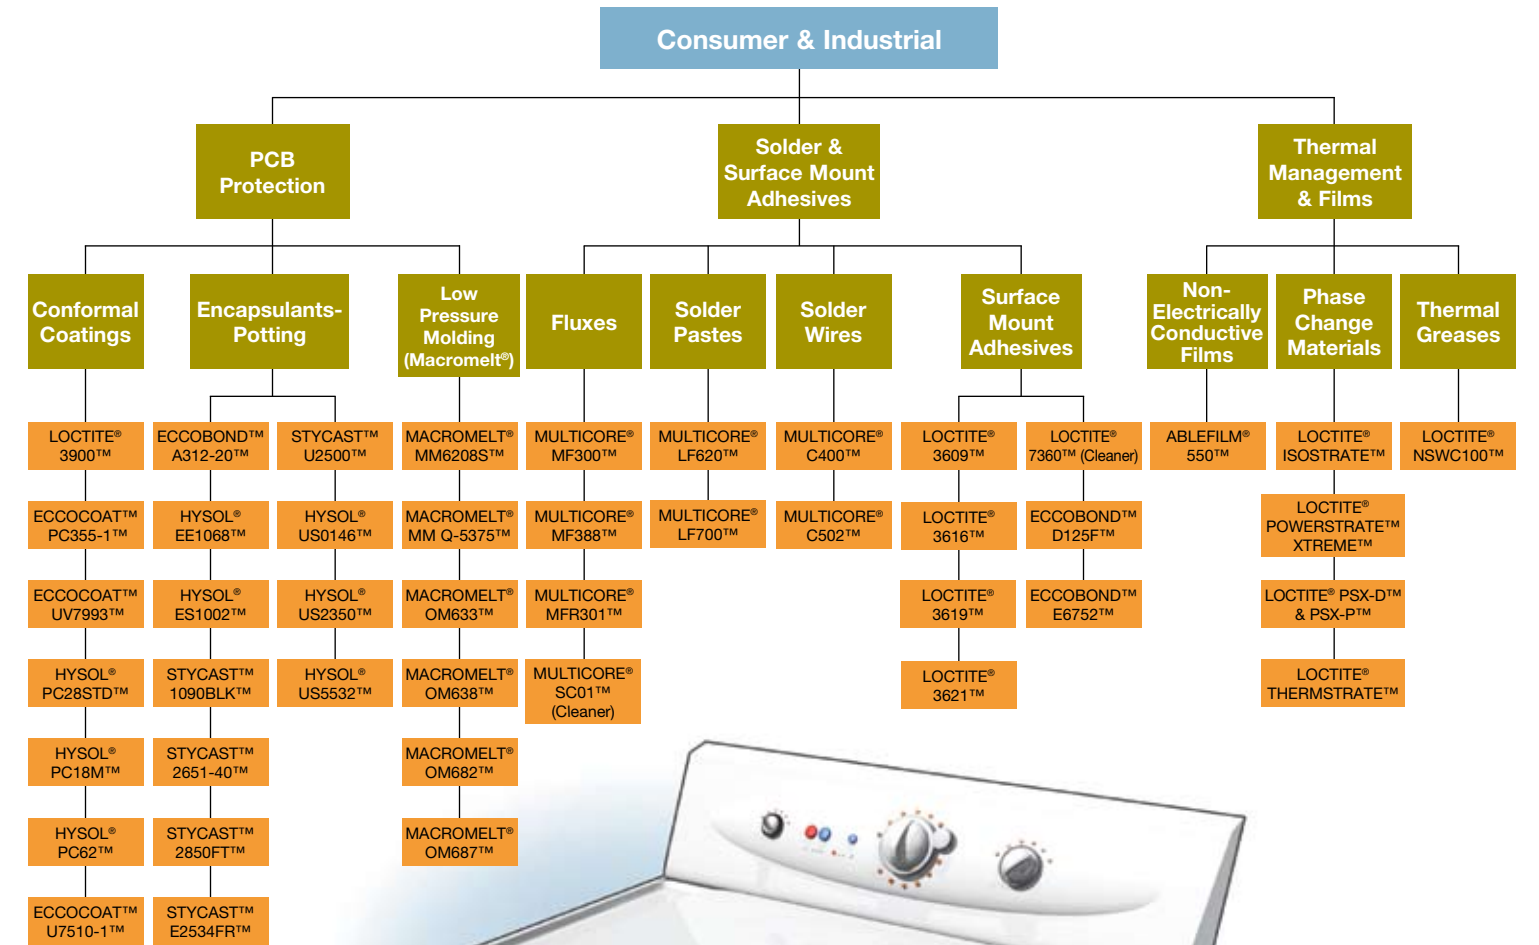 Consumer & Industrial
PCB
Protection
Solder &
Surface Mount
Adhesives
Thermal
Management
& Films
Conformal
Coatings
Encapsulants-
Potting
Low
Pressure
Molding
(Macromelt®)
Fluxes
Solder
Pastes
Solder
Wires
Surface
Mount
Adhesives
Non-
Electrically
Conductive
Films
Phase
Change
Materials
Thermal
Greases
LOCTITE®
3900™
ECCOCOAT™
PC355-1™
ECCOCOAT™
UV7993™
HYSOL®
PC28STD™
HYSOL®
PC18M™
HYSOL®
PC62™
ECCOCOAT™
U7510-1™
ECCOBOND™
A312-20™
HYSOL®
EE1068™
HYSOL®
ES1002™
STYCAST™
1090BLK™
STYCAST™
2651-40™
STYCAST™
2850FT™
STYCAST™
E2534FR™
STYCAST™
U2500™
HYSOL®
US0146™
HYSOL®
US2350™
HYSOL®
US5532™
MACROMELT®
MM6208S™
MACROMELT®
MM Q-5375™
MACROMELT®
OM633™
MACROMELT®
OM638™
MACROMELT®
OM682™
MACROMELT®
OM687™
MULTICORE®
MF300™
MULTICORE®
MF388™
MULTICORE®
MFR301™
MULTICORE®
SC01™
(Cleaner)
MULTICORE®
LF620™
MULTICORE®
LF700™
MULTICORE®
C400™
MULTICORE®
C502™
LOCTITE®
3609™
LOCTITE®
3616™
LOCTITE®
3619™
LOCTITE®
3621™
LOCTITE®
7360™ (Cleaner)
ECCOBOND™
D125F™
ECCOBOND™
E6752™
ABLEFILM®
550™
LOCTITE®
ISOSTRATE™
LOCTITE®
POWERSTRATE™
XTREME™
LOCTITE® PSX-D™
& PSX-P™
LOCTITE®
THERMSTRATE™
LOCTITE®
NSWC100™